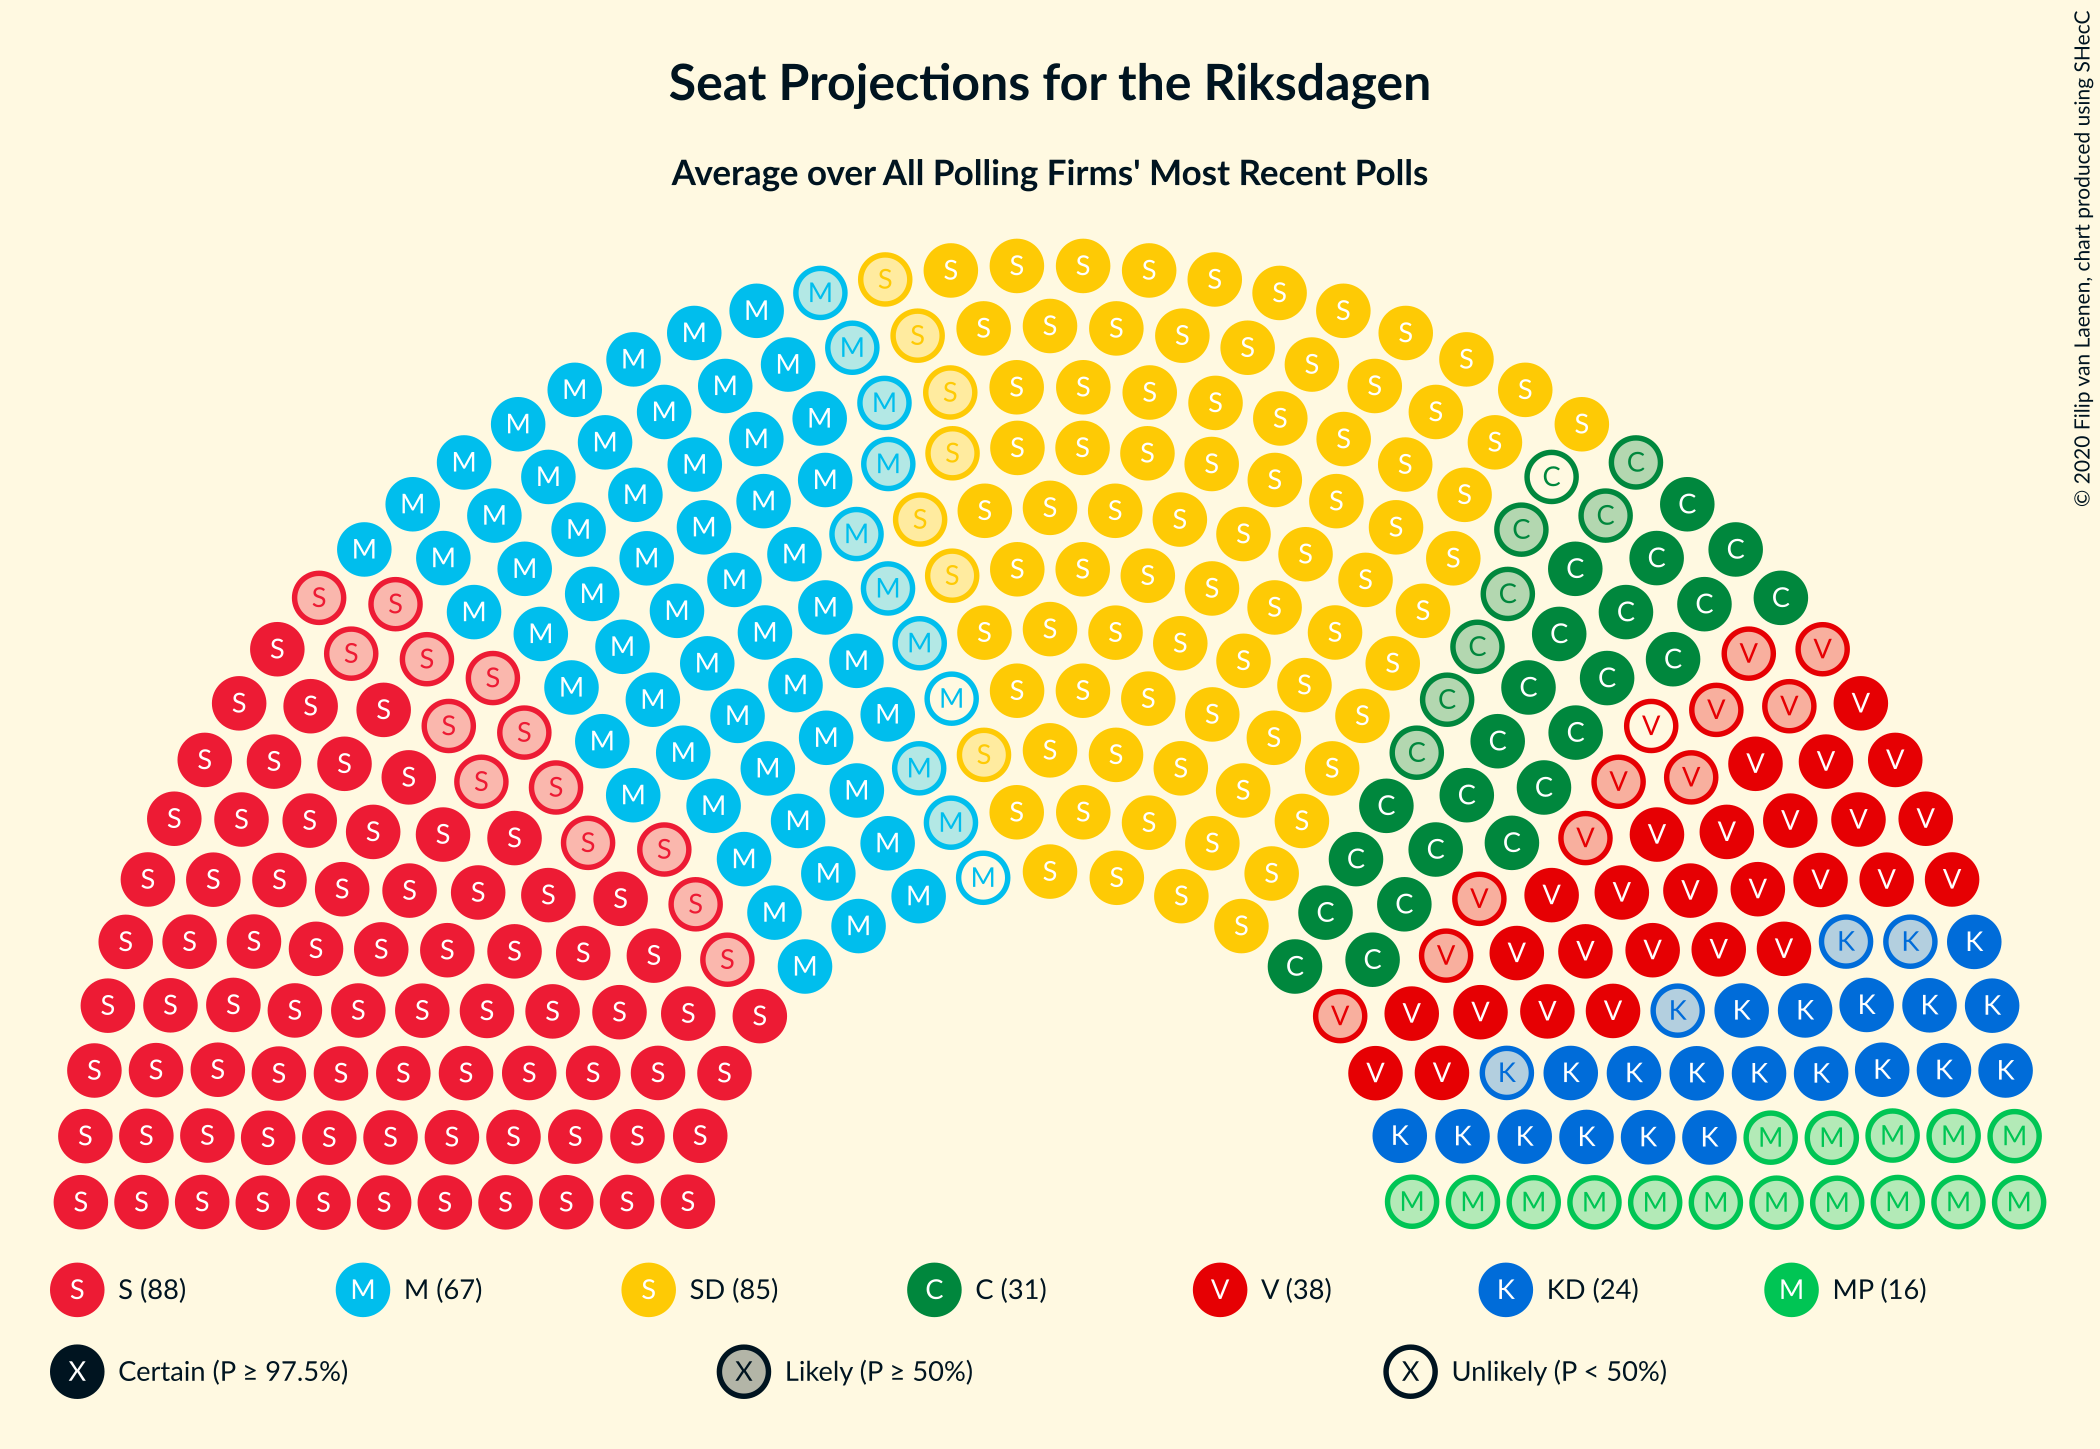 Seat Projections for the Riksdagen
Average over All Polling Firms' Most Recent Polls
© 2020 Filip van Laenen, chart produced using SHecC
S S (88) M M (67) S SD (85) C C (31) V V (38) K KD (24) M MP (16)
X Certain (P ≥ 97.5%) X Likely (P ≥ 50%) X Unlikely (P < 50%)